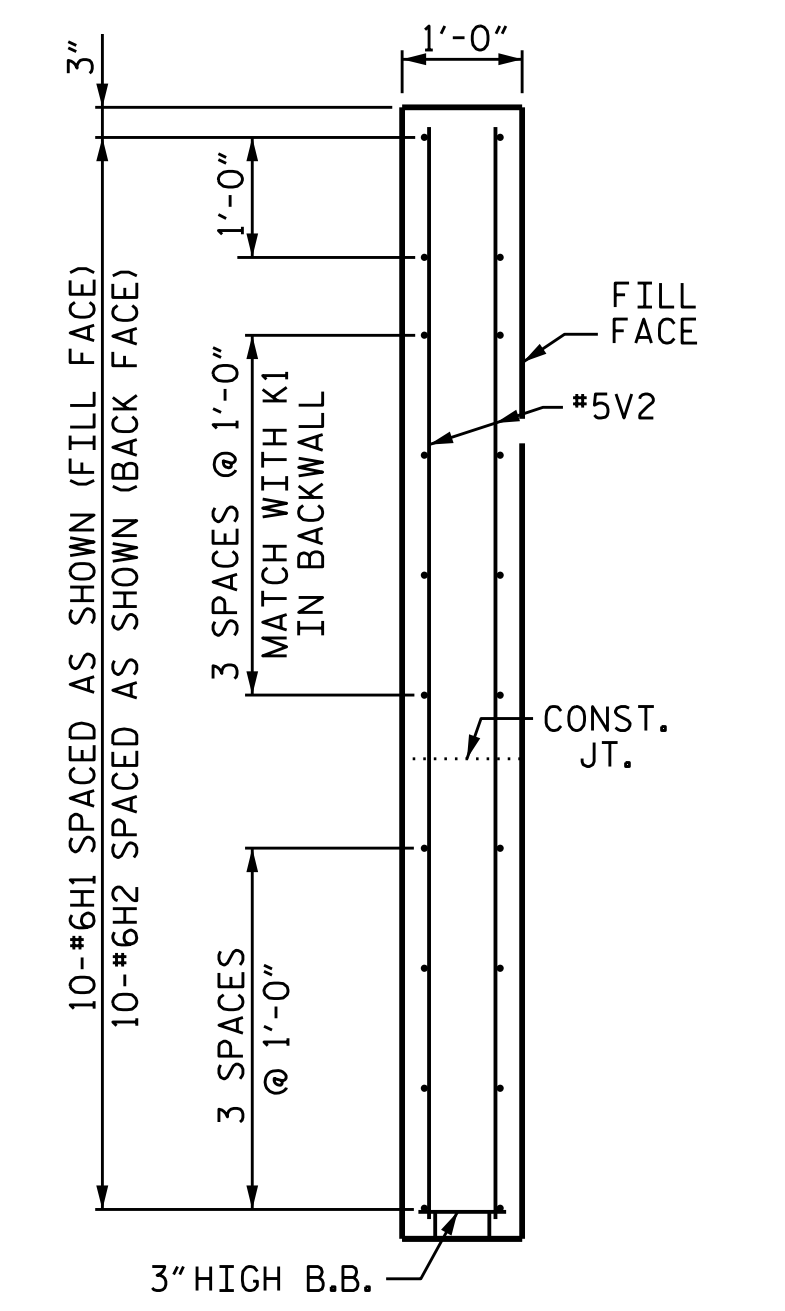 1'-0"
3"
1'-0"
FILL
FACE
#5V2
10-#6H1 SPACED AS SHOWN (FILL FACE)
10-#6H2 SPACED AS SHOWN (BACK FACE)
3 SPACES @ 1'-0"
MATCH WITH K1
IN BACKWALL
CONST.
JT.
3 SPACES
@ 1'-0"
3" HIGH B.B.